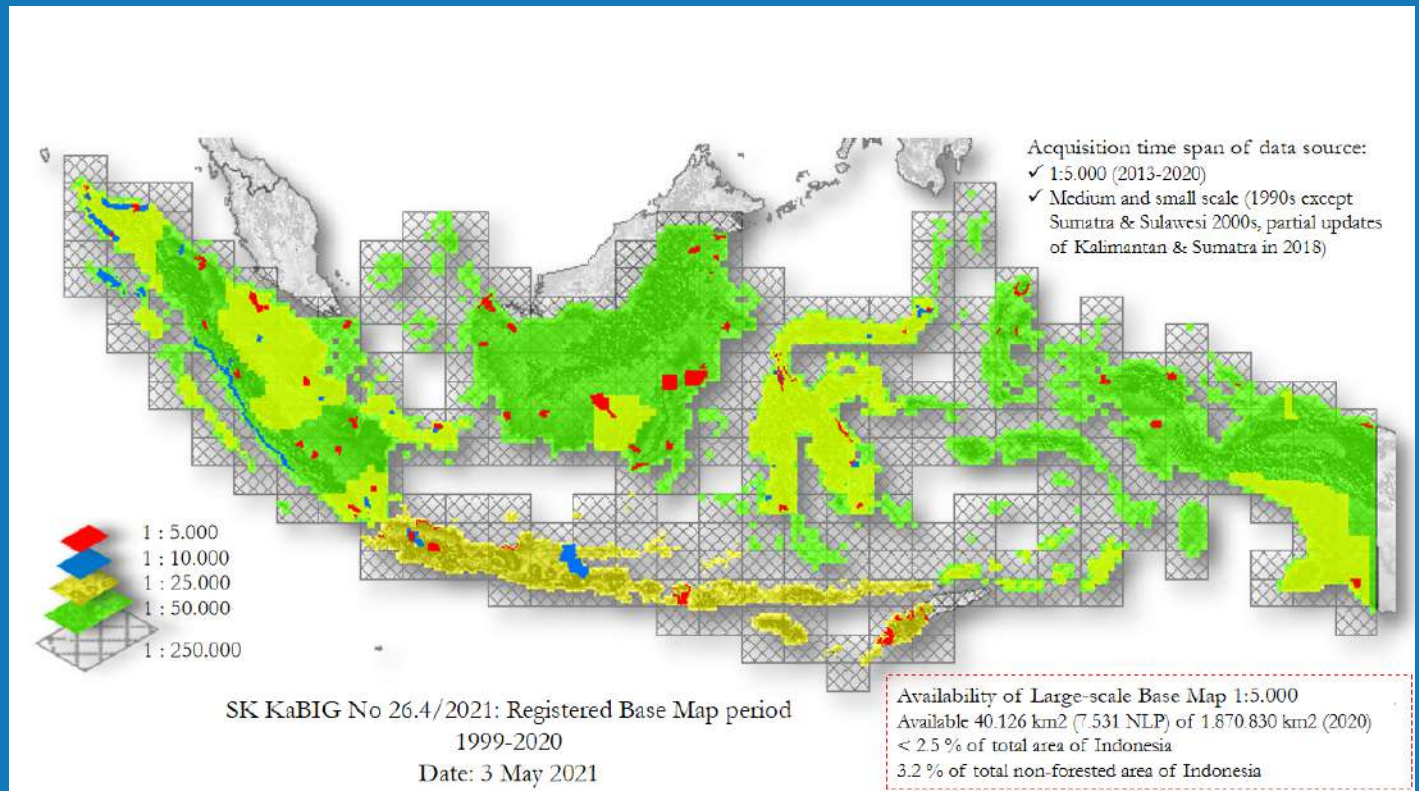 Acquisition time span of data source:
✓ 1:5.000 (2013-2020)
✓ Medium and small scale (1990s except
Sumatra & Sulawesi 2000s, partial updates
of Kalimantan & Sumatra in 2018)
1 : 5.000
1 : 10.000
1 : 25.000
1 : 50.000
1 : 250.000
SK KaBIG No 26.4/2021: Registered Base Map period
1999-2020
Date: 3 May 2021
Availability of Large-scale Base Map 1:5.000
Available 40.126 km2 (7.531 NLP) of 1.870.830 km2 (2020)
< 2.5 % of total area of Indonesia
3.2 % of total non-forested area of Indonesia